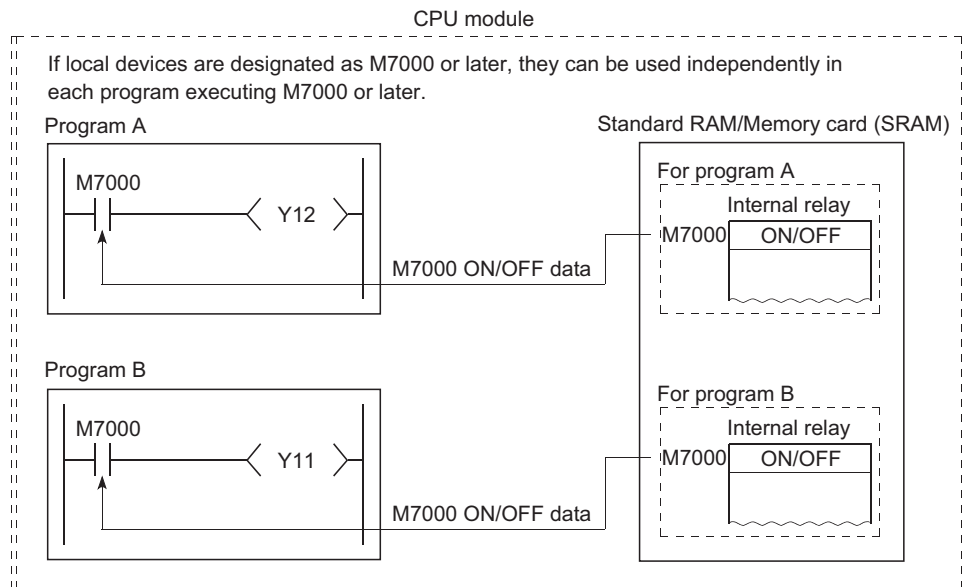 CPU module
If local devices are designated as M7000 or later, they can be used independently in
each program executing M7000 or later.
Program A
Standard RAM/Memory card (SRAM)
M7000
Y12
M7000 ON/OFF data
For program A
Internal relay
M7000
ON/OFF
Program B
M7000
Y11
M7000 ON/OFF data
For program B
Internal relay
M7000
ON/OFF